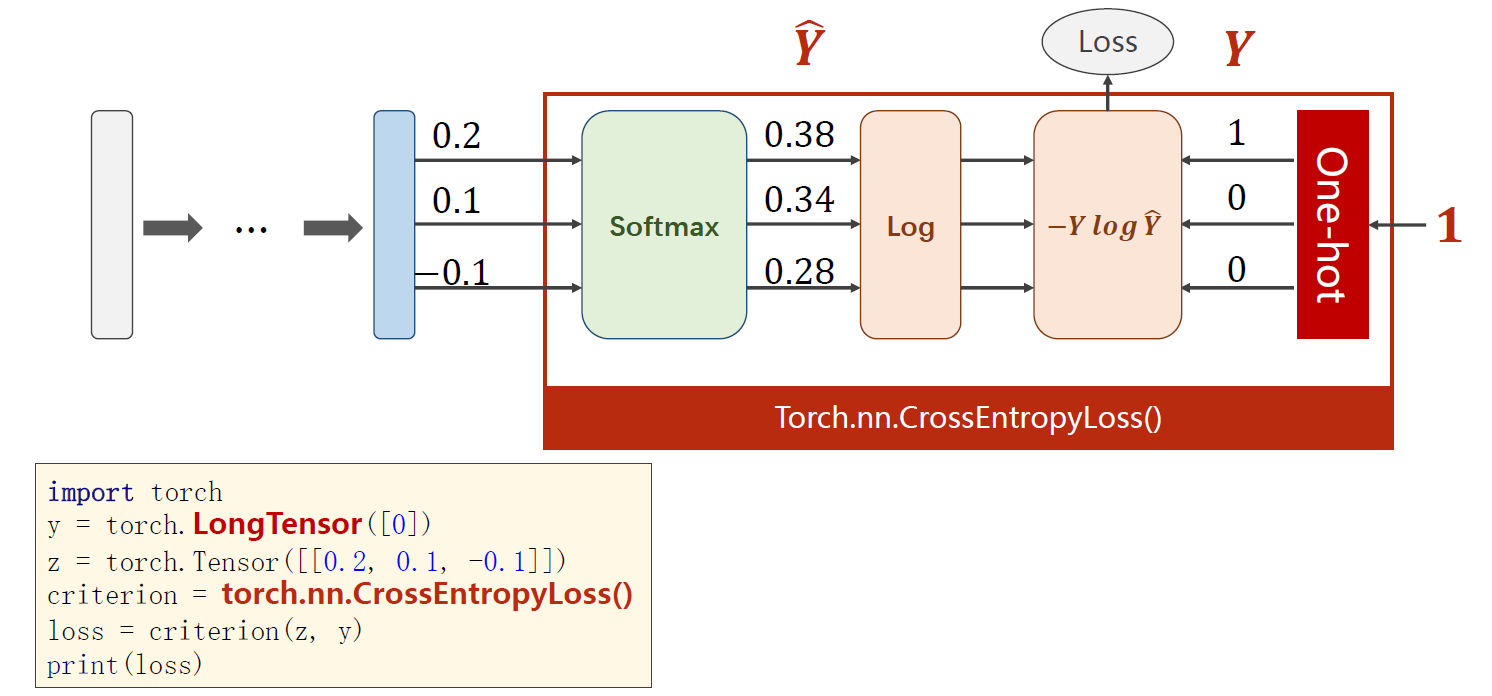 Ŷ
Loss
Y
0.2
0.38
1
0.1
0.34
0
Softmax
Log
−Y log Ŷ
One-hot
1
−0.1
0.28
0
Torch.nn.CrossEntropyLoss()
import torch
y = torch.LongTensor([0])
z = torch.Tensor([[0.2, 0.1, -0.1]])
criterion = torch.nn.CrossEntropyLoss()
loss = criterion(z, y)
print(loss)